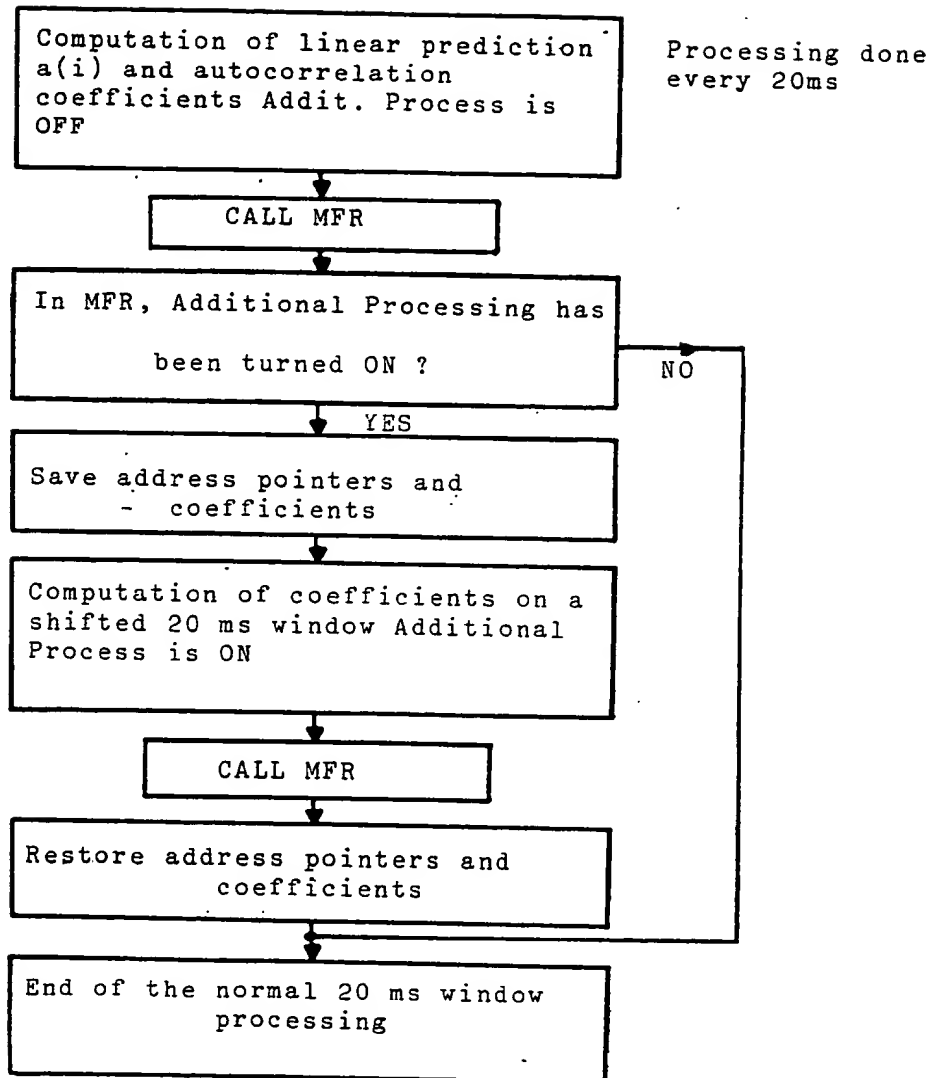 Computation of linear prediction
a(i) and autocorrelation
coefficients Addit. Process is
OFF
Processing done
every 20ms
CALL MFR
In MFR, Additional Processing has
been turned ON ?
NO
YES
Save address pointers and
- coefficients
Computation of coefficients on a
shifted 20 ms window Additional
Process is ON
CALL MFR
Restore address pointers and
coefficients
End of the normal 20 ms window
processing